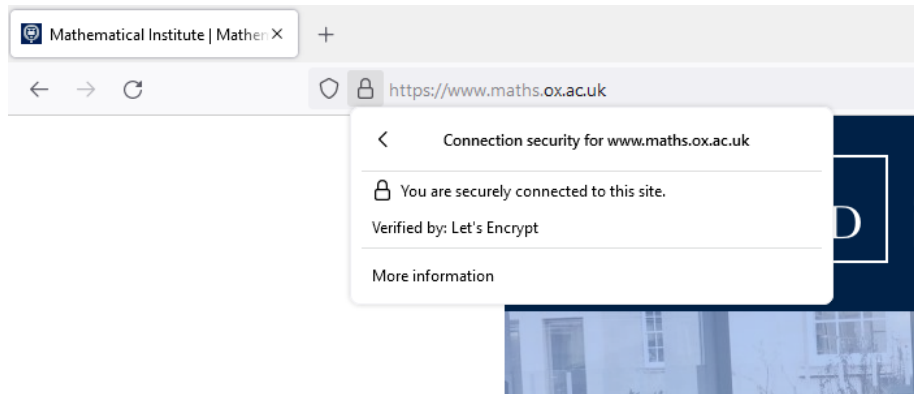 Mathematical Institute | Mathen
https://www.maths.ox.ac.uk
Connection security for www.maths.ox.ac.uk
You are securely connected to this site.
Verified by: Let's Encrypt
D
More information